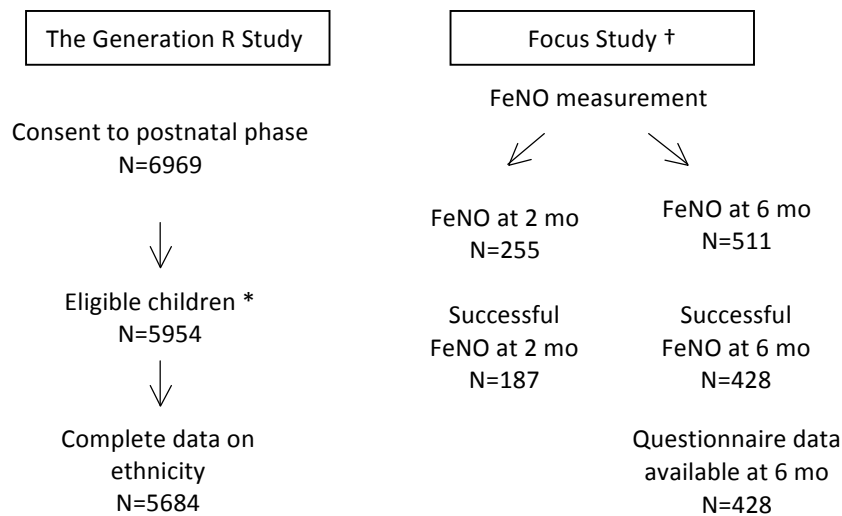 The Generation R Study
Consent to postnatal phase
N=6969
Eligible children *
N=5954
Complete data on
ethnicity
N=5684
Focus Study †
FeNO measurement
FeNO at 2 mo
N=255
FeNO at 6 mo
N=511
Successful
FeNO at 2 mo
N=187
Successful
FeNO at 6 mo
N=428
Questionnaire data
available at 6 mo
N=428